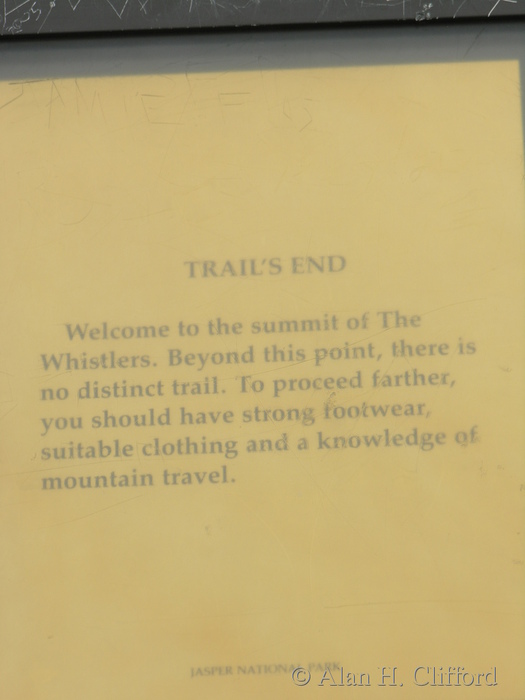 JAMIE F
TRAIL'S END
Welcome to the summit of The
Whistlers. Beyond this point, there is
no distinct trail. To proceed farther,
you should have strong footwear,
suitable clothing and a knowledge of
mountain travel.
JASPER NATIONAL PARK
© Alan H. Clifford